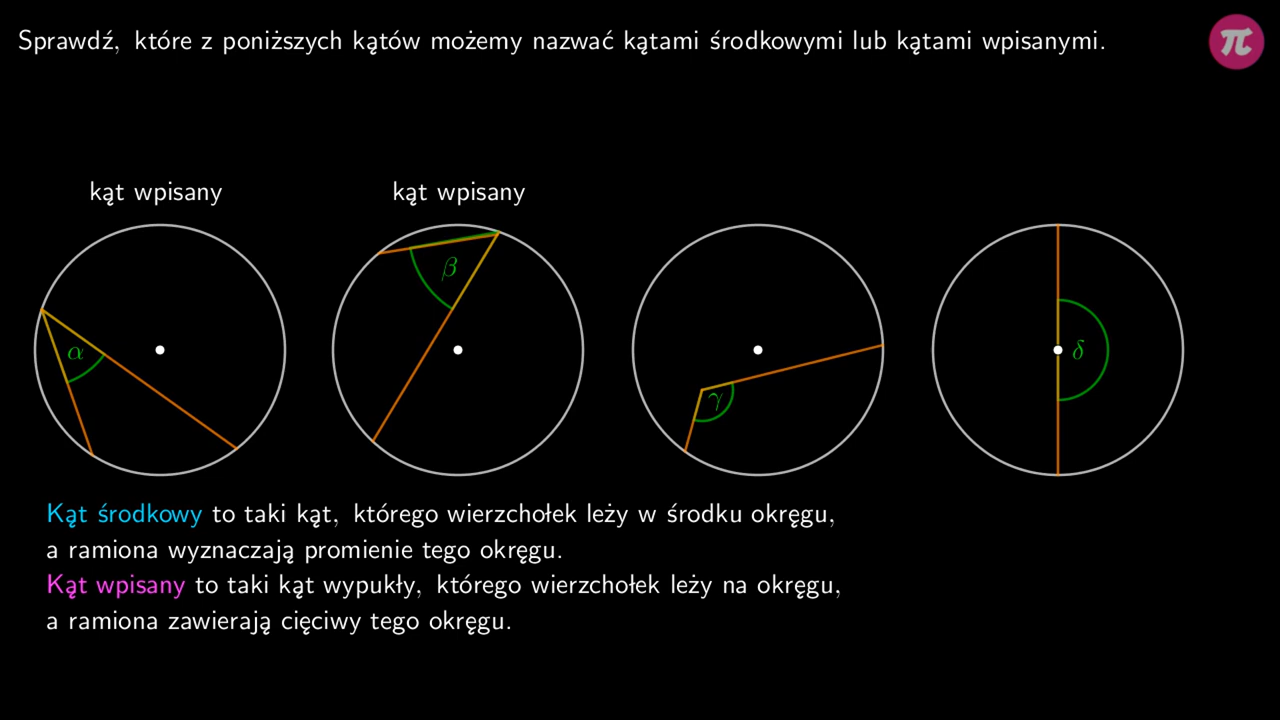 Sprawdź, które z poniższych kątów możemy nazwać kątami środkowymi lub kątami wpisanymi.
π
kąt wpisany
kąt wpisany
α
β
γ
δ
Kąt środkowy to taki kąt, którego wierzchołek leży w środku okręgu,
a ramiona wyznaczają promienie tego okręgu.
Kąt wpisany to taki kąt wypukły, którego wierzchołek leży na okręgu,
a ramiona zawierają cięciwy tego okręgu.